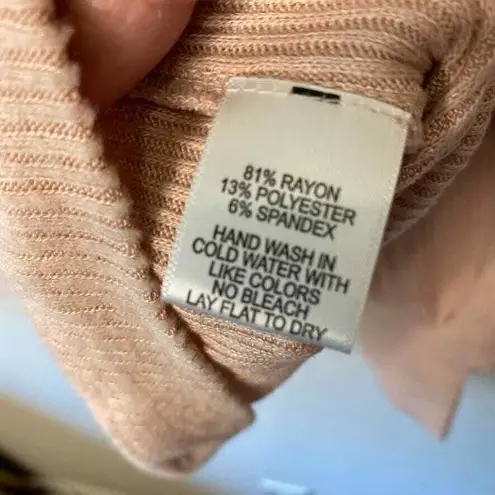 81% RAYON
13% POLYESTER
6% SPANDEX
HAND WASH IN
COLD WATER WITH
LIKE COLORS
NO BLEACH
LAY FLAT TO DRY